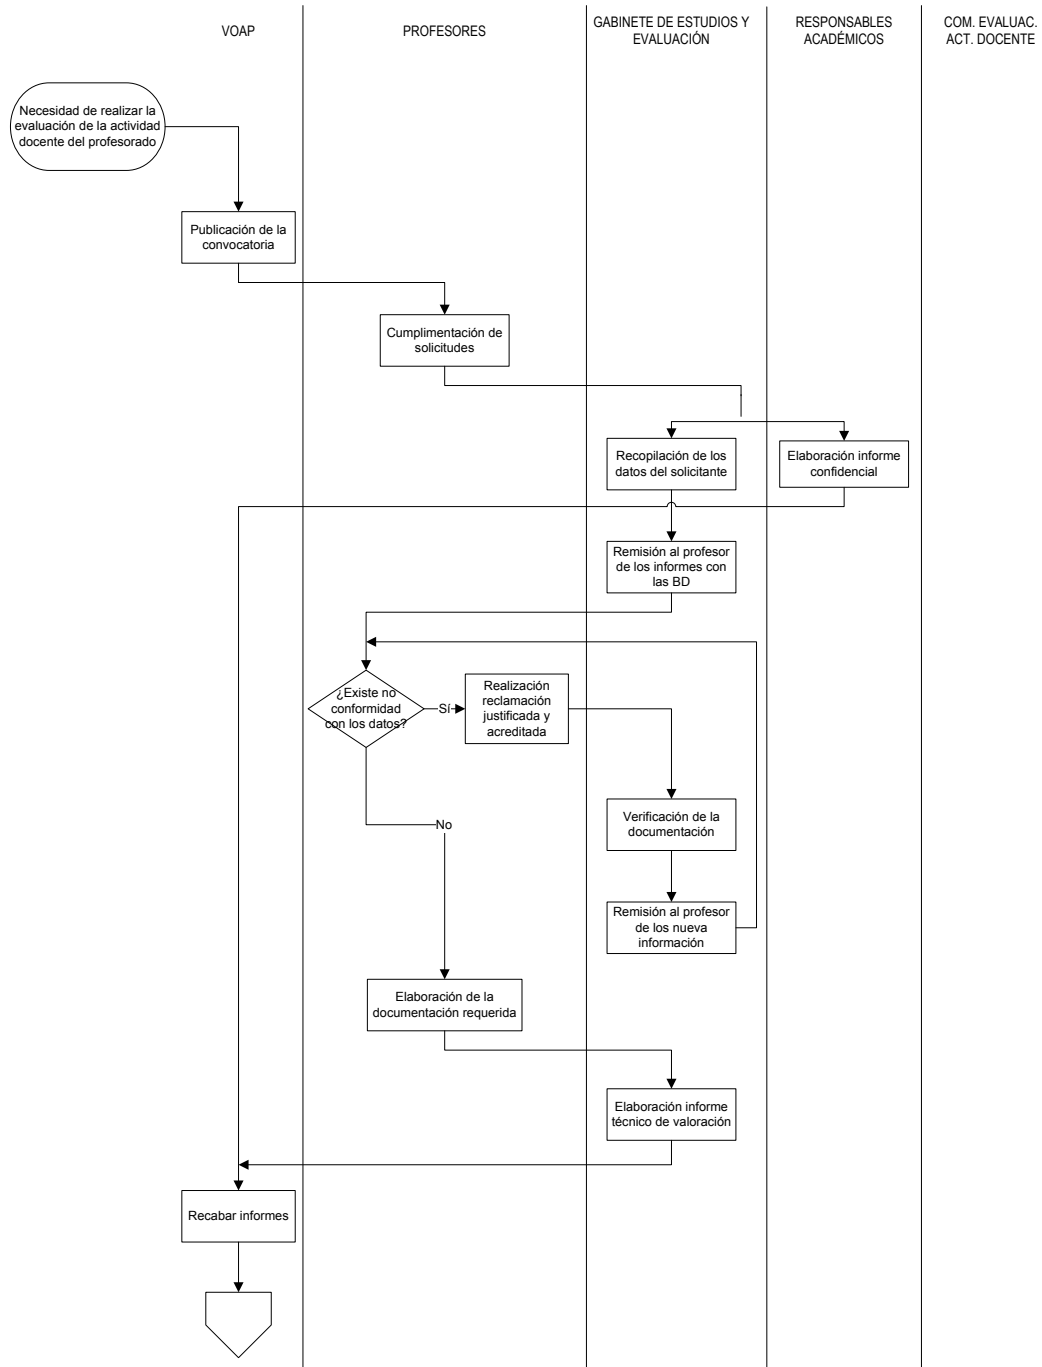 VOAP
PROFESORES
GABINETE DE ESTUDIOS Y
EVALUACIÓN
RESPONSABLES
ACADÉMICOS
COM. EVALUAC.
ACT. DOCENTE
Necesidad de realizar la
evaluación de la actividad
docente del profesorado
Publicación de la
convocatoria
Cumplimentación de
solicitudes
Recopilación de los
datos del solicitante
Elaboración informe
confidencial
Remisión al profesor
de los informes con
las BD
¿Existe no
conformidad
con los datos?
Sí
Realización
reclamación
justificada y
acreditada
Verificación de la
documentación
No
Remisión al profesor
de los nueva
información
Elaboración de la
documentación requerida
Elaboración informe
técnico de valoración
Recabar informes